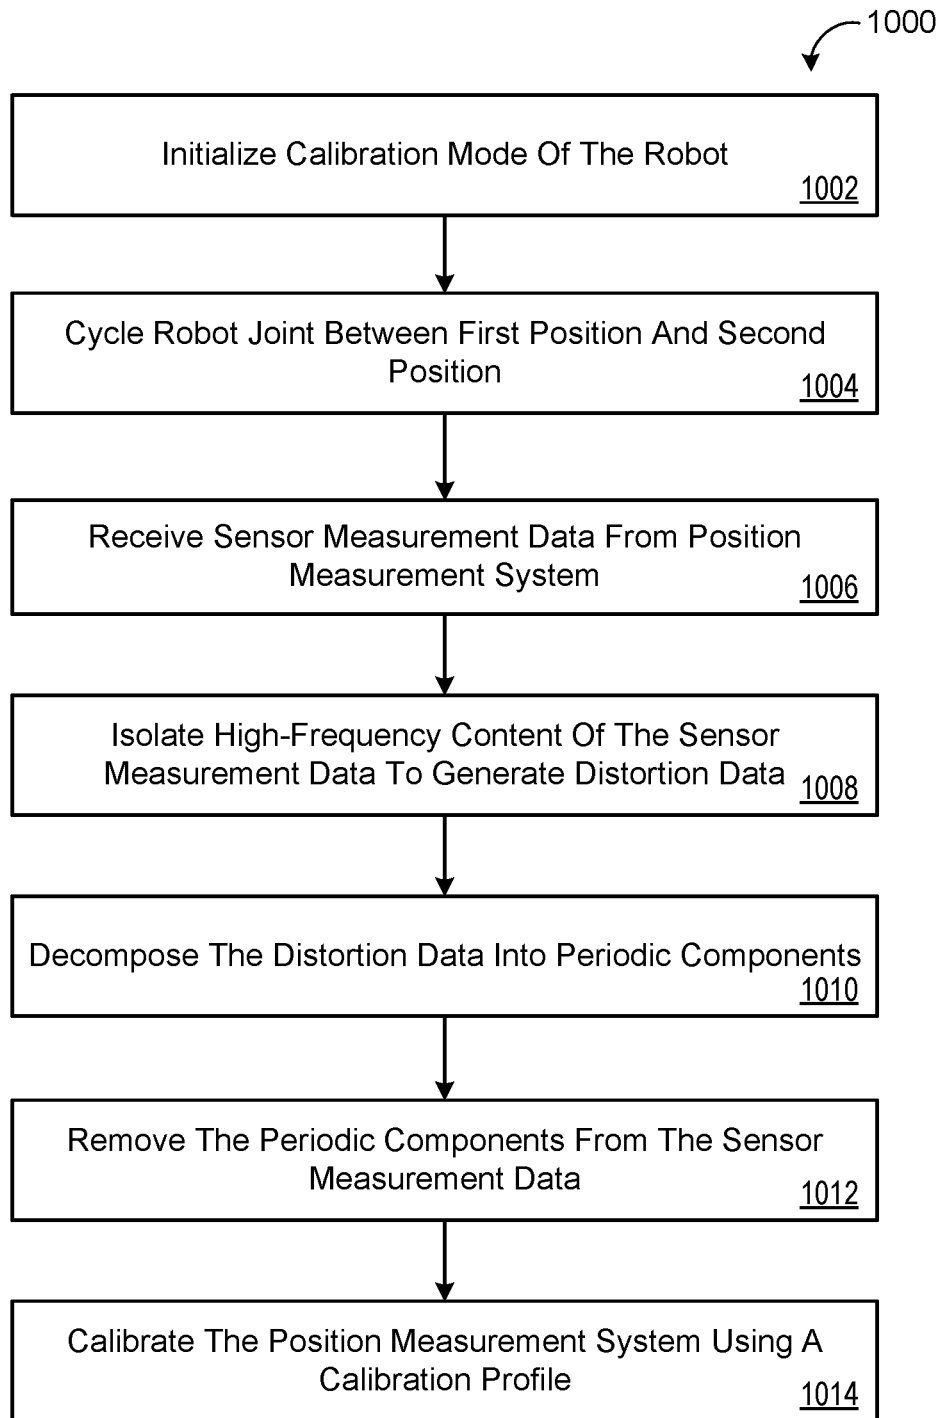 1000
Initialize Calibration Mode Of The Robot
1002
Cycle Robot Joint Between First Position And Second
Position
1004
Receive Sensor Measurement Data From Position
Measurement System
1006
Isolate High-Frequency Content Of The Sensor
Measurement Data To Generate Distortion Data
1008
Decompose The Distortion Data Into Periodic Components
1010
Remove The Periodic Components From The Sensor
Measurement Data
1012
Calibrate The Position Measurement System Using A
Calibration Profile
1014